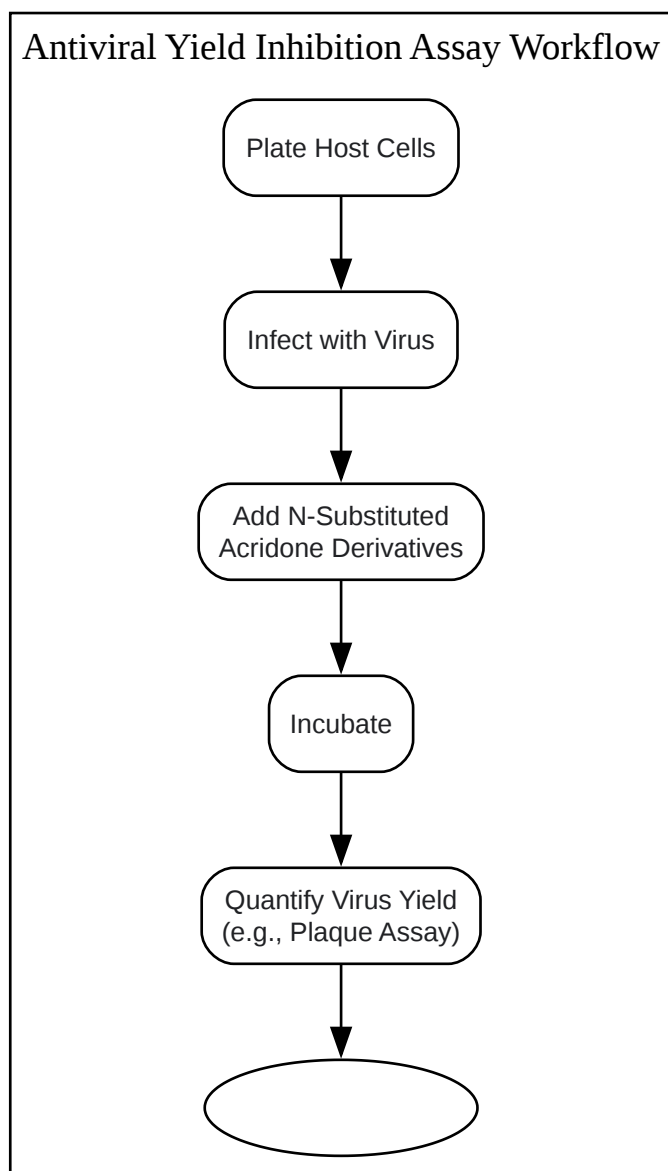 Antiviral Yield Inhibition Assay Workflow
Plate Host Cells
Infect with Virus
Add N-Substituted
Acridone Derivatives
Incubate
Quantify Virus Yield
(e.g., Plaque Assay)